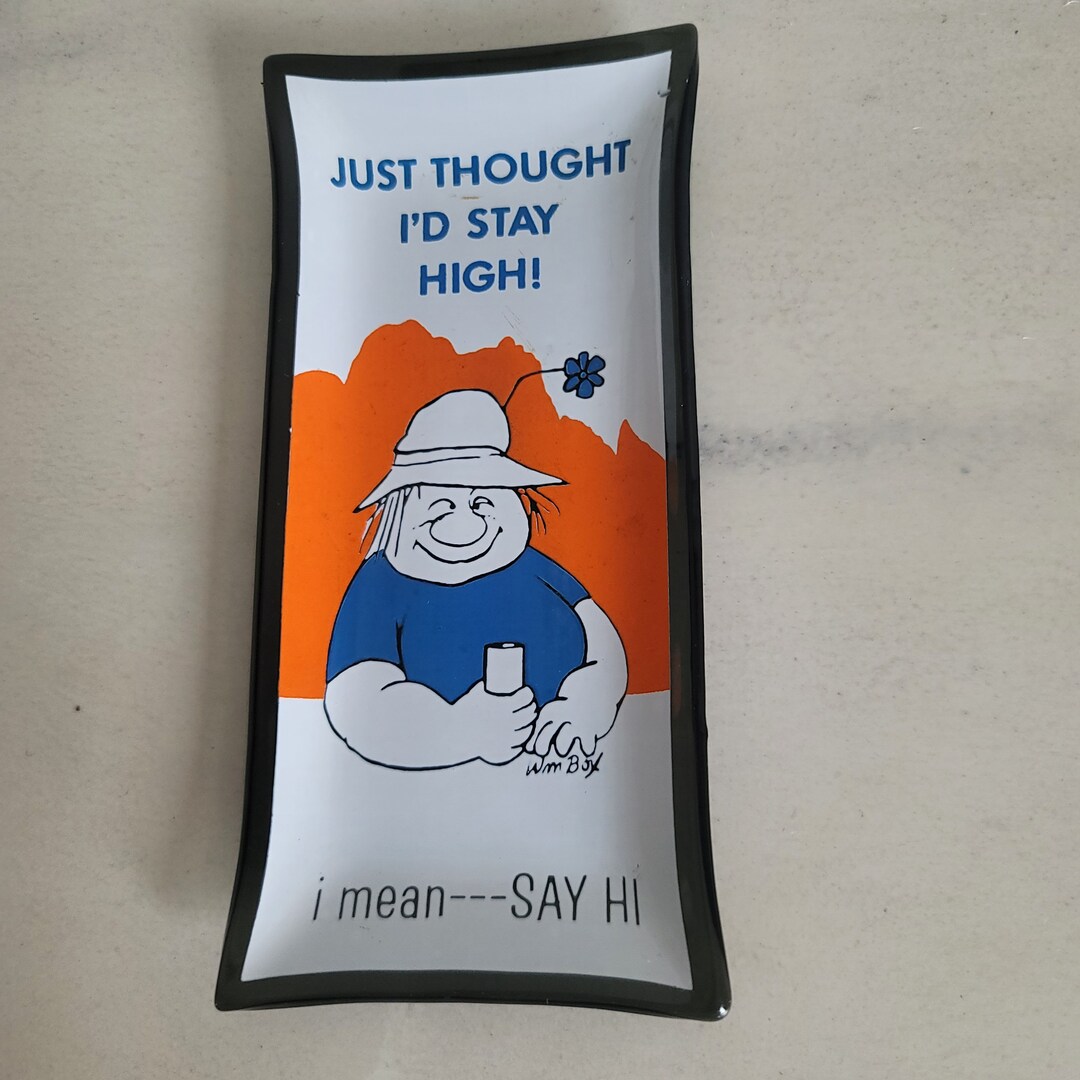 JUST THOUGHT
I'D STAY
HIGH!
Wm Box
i mean---SAY HI